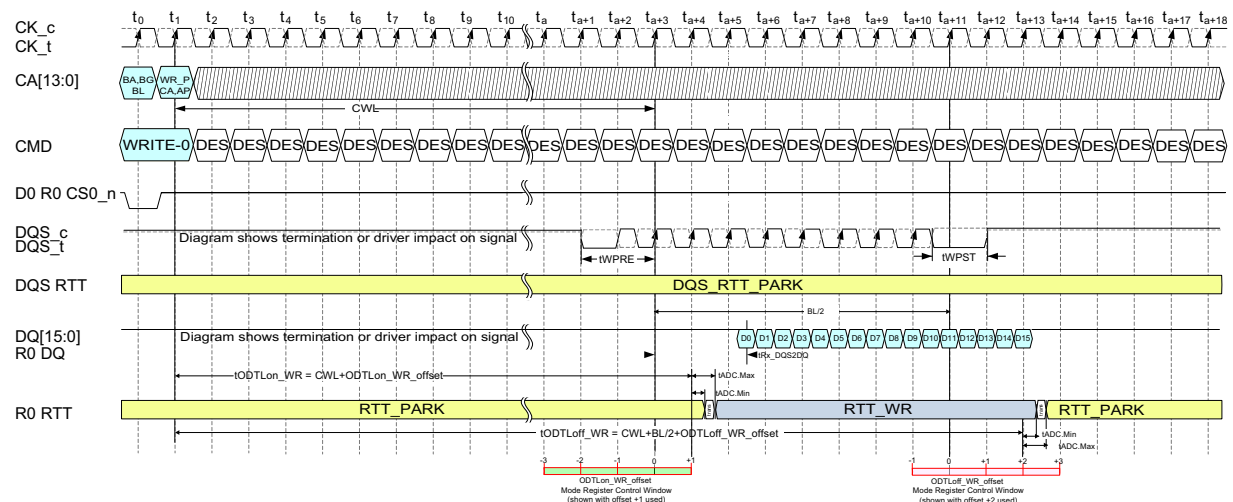 t0 t1 t2 t3 t4 t5 t6 t7 t8 t9 t10 ta ta+1 ta+2 ta+3 ta+4 ta+5 ta+6 ta+7 ta+8 ta+9 ta+10 ta+11 ta+12 ta+13 ta+14 ta+15 ta+16 ta+17 ta+18
CK_c
CK_t
CA[13:0]
BA,BG BL
WR_P CA,AP
CWL
CMD WRITE-0 DES DES DES DES DES DES DES DES DES DES DES DES DES DES DES DES DES DES DES DES DES DES DES DES DES DES DES DES
D0 R0 CS0_n
DQS_c
DQS_t
Diagram shows termination or driver impact on signal
tWPRE tWPST
DQS RTT DQS_RTT_PARK
BL/2
DQ[15:0]
R0 DQ
Diagram shows termination or driver impact on signal
D0 D1 D2 D3 D4 D5 D6 D7 D8 D9 D10 D11 D12 D13 D14 D15
tRx_DQS2DQ
tODTLon_WR = CWL+ODTLon_WR_offset
tADC.Max
tADC.Min
R0 RTT RTT_PARK trans RTT_WR trans RTT_PARK
tODTLoff_WR = CWL+BL/2+ODTLoff_WR_offset
tADC.Min
tADC.Max
-3 -2 -1 0 +1
-1 0 +1 +2 +3
ODTLon_WR_offset
Mode Register Control Window
(shown with offset +1 used)
ODTLoff_WR_offset
Mode Register Control Window
(shown with offset +2 used)